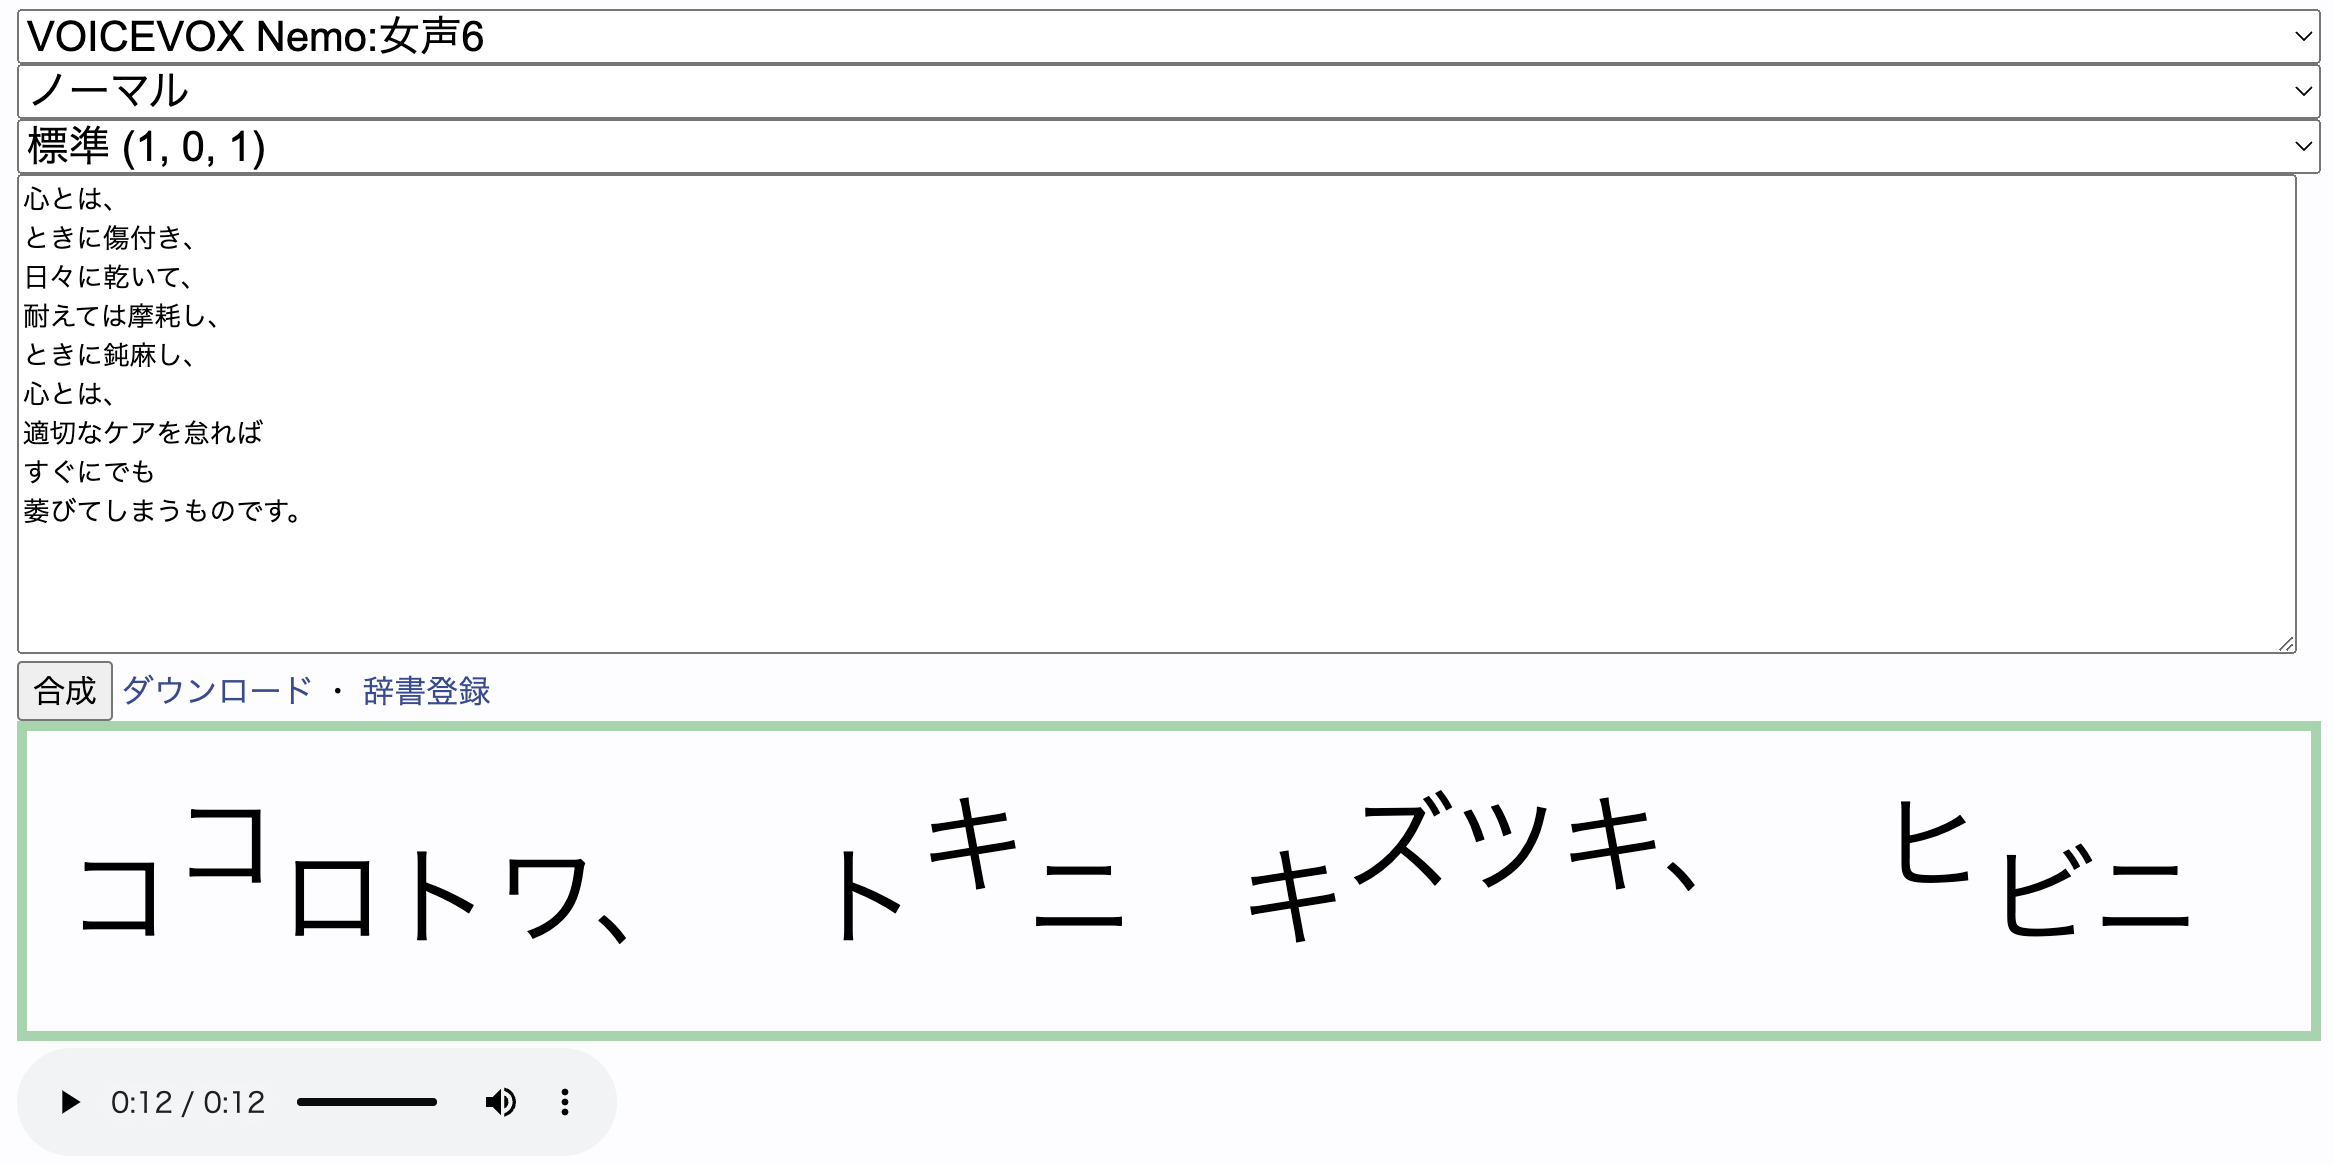 VOICEVOX Nemo:女声6
ノーマル
標準 (1, 0, 1)
心とは、
ときに傷付き、
日々に乾いて、
耐えては摩耗し、
ときに鈍麻し、
心とは、
適切なケアを怠れば
すぐにでも
萎びてしまうものです。
合成 ダウンロード ・ 辞書登録
ココロトワ、 トキニ キズツキ、 ヒビニ
0:12 / 0:12